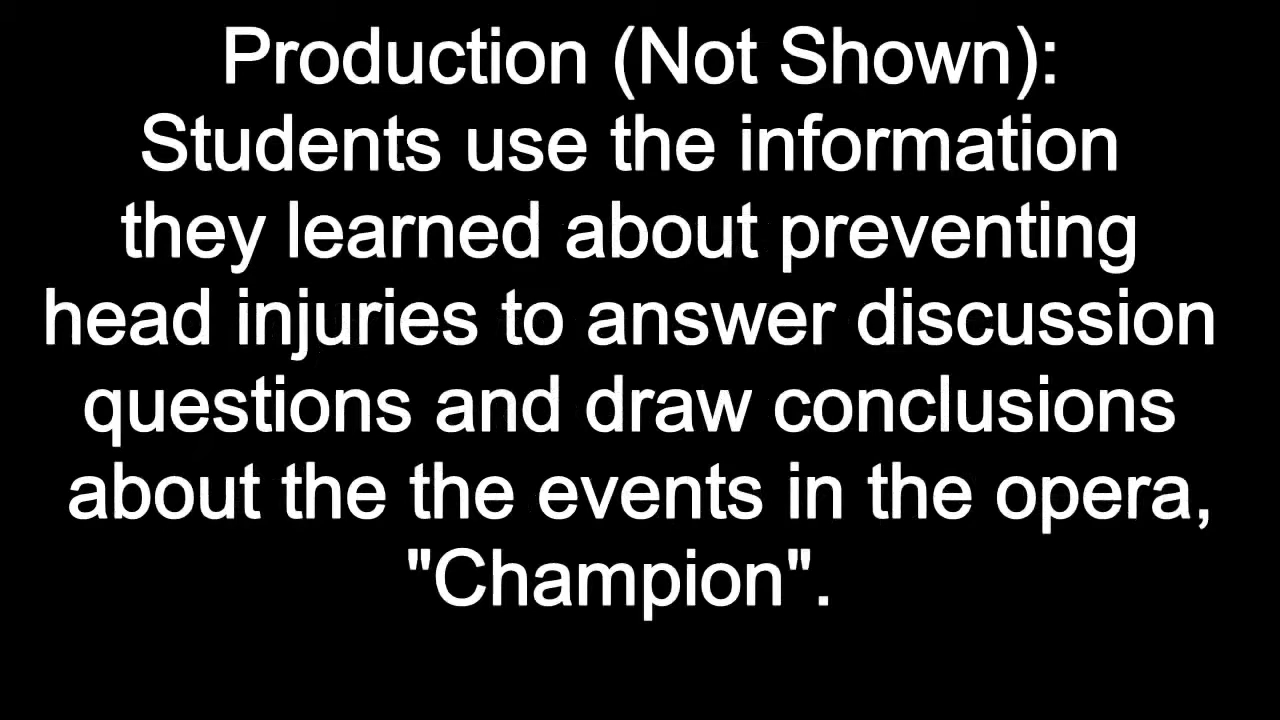 Production (Not Shown):
Students use the information
they learned about preventing
head injuries to answer discussion
questions and draw conclusions
about the the events in the opera,
"Champion".